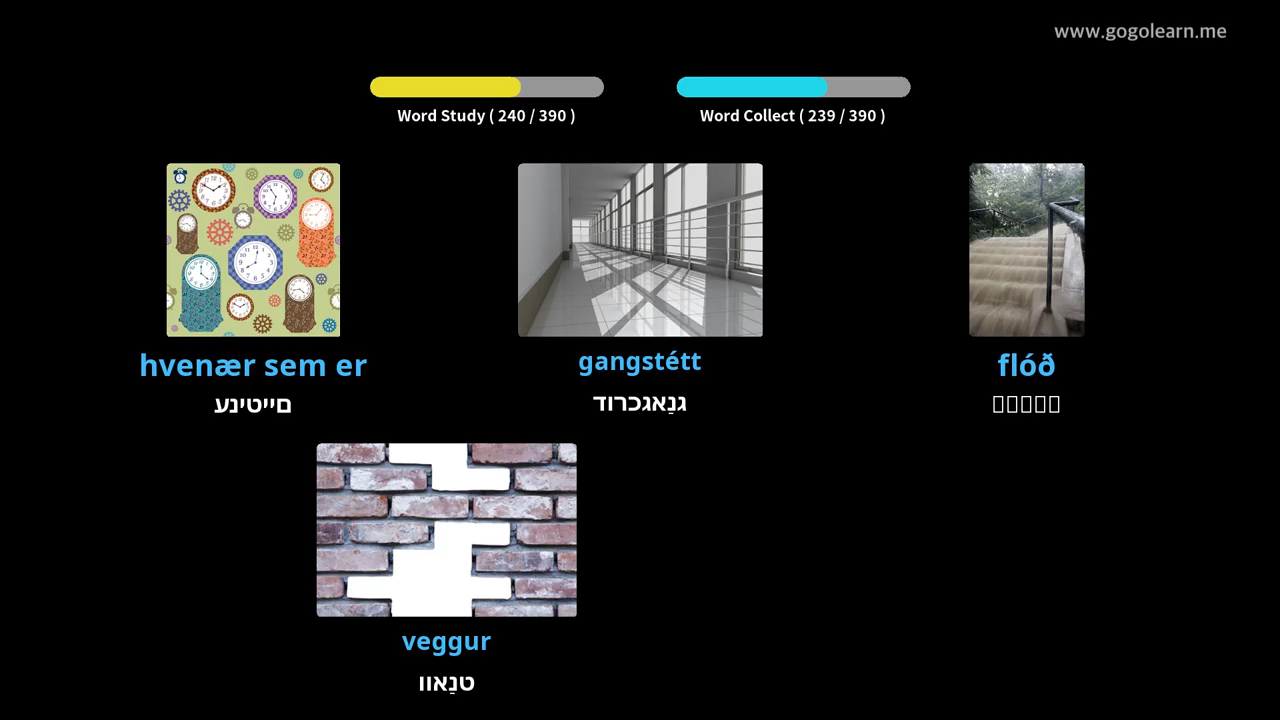 www.gogolearn.me
Word Study ( 240 / 390 )
Word Collect ( 239 / 390 )
hvenær sem er
םייטינע
gangstétt
גנַאגכרוד
flóð
veggur
טנַאוו